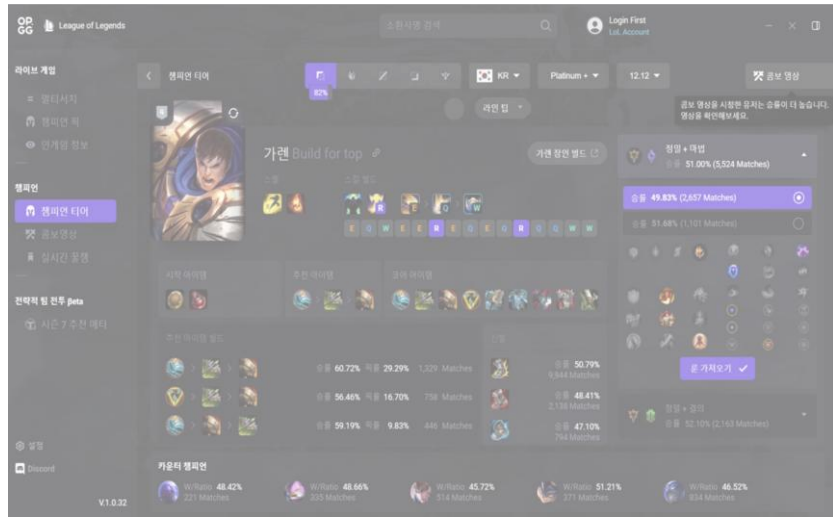 OP.GG
League of Legends
소환사명 검색
Login First
LoL Account
라이브 게임
멀티서치
챔피언 픽
인게임 정보
챔피언
챔피언 티어
콤보영상
실시간 꿀챔
전략적 팀 전투 βeta
시즌 7 추천 메타
설정
Discord
V.1.0.32
챔피언 티어
82%
KR
Platinum +
12.12
콤보 영상
라인 팁
콤보 영상을 시청한 유저는 승률이 더 높습니다.
영상을 확인해보세요.
가렌 Build for top
가렌 장인 빌드
스펠
스킬 빌드
R E Q W
E Q W E E R E Q E Q R Q Q W W
시작 아이템
추천 아이템
코어 아이템
추천 아이템 빌드
승률 60.72% 픽률 29.29% 1,329 Matches
승률 56.46% 픽률 16.70% 758 Matches
승률 59.19% 픽률 9.83% 446 Matches
신발
승률 50.79%
9,844 Matches
승률 48.41%
2,136 Matches
승률 47.10%
794 Matches
정밀 + 마법
승률 51.00% (5,524 Matches)
승률 49.83% (2,657 Matches)
승률 51.68% (1,101 Matches)
룬 가져오기
정밀 + 결의
승률 52.10% (2,163 Matches)
카운터 챔피언
W/Ratio 48.42%
221 Matches
W/Ratio 48.66%
335 Matches
W/Ratio 45.72%
514 Matches
W/Ratio 51.21%
371 Matches
W/Ratio 46.52%
834 Matches